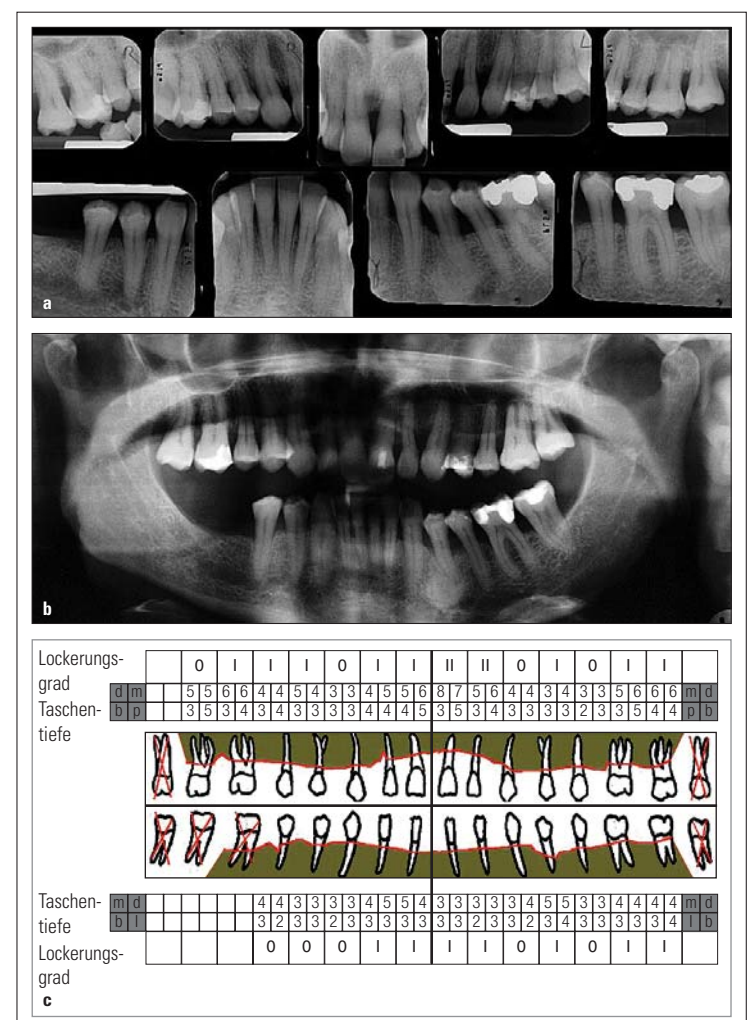 a
b
Lockerungs-
grad
0 I I I 0 I I II II 0 I 0 I I
Taschen-
tiefe
d m 5 5 6 6 4 4 5 4 3 3 4 5 5 6 8 7 5 6 4 4 3 4 3 3 5 6 6 6 m d
b p 3 5 3 4 3 4 3 3 3 3 4 4 4 5 3 5 3 4 3 3 3 3 2 3 3 5 4 4 p b
Taschen-
tiefe
m d 4 4 3 3 3 3 4 5 5 4 3 3 3 3 3 4 5 5 3 4 3 4 4 4 m d
b l 3 2 3 3 2 3 3 3 3 3 3 3 2 3 3 2 3 3 3 3 3 3 3 4 l b
Lockerungs-
grad
0 0 0 I I I I 0 I 0 I I
c